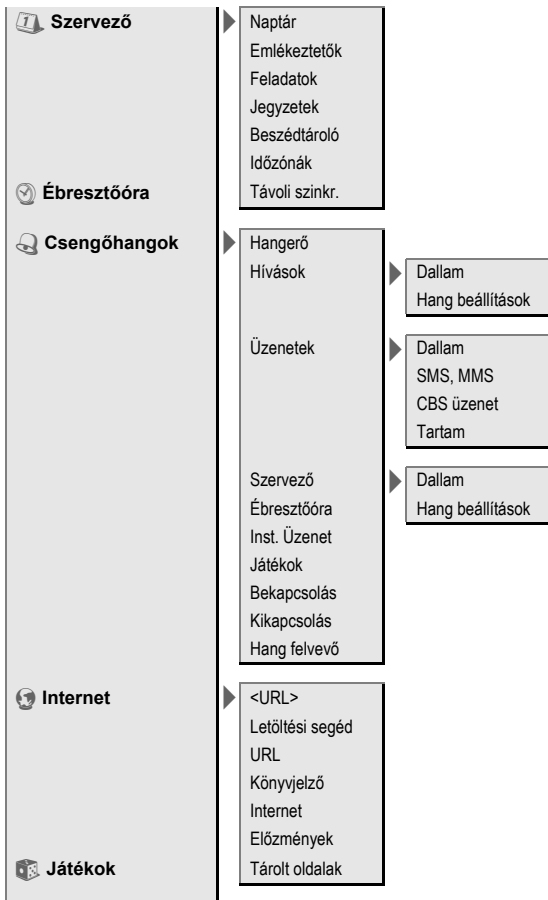 Szervező
Naptár
Emlékeztetők
Feladatok
Jegyzetek
Beszédtároló
Időzónák
Ébresztőóra
Távoli szinkr.
Csengőhangok
Hangerő
Hívások
Dallam
Hang beállítások
Üzenetek
Dallam
SMS, MMS
CBS üzenet
Tartam
Szervező
Dallam
Ébresztőóra
Hang beállítások
Inst. Üzenet
Játékok
Bekapcsolás
Kikapcsolás
Hang felvevő
Internet
<URL>
Letöltési segéd
URL
Könyvjelző
Internet
Előzmények
Játékok
Tárolt oldalak